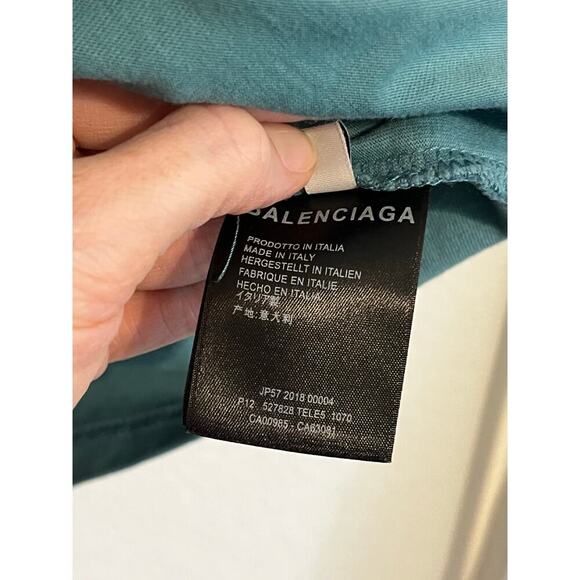 BALENCIAGA
PRODOTTO IN ITALIA
MADE IN ITALY
HERGESTELLT IN ITALIEN
FABRIQUE EN ITALIE
HECHO EN ITALIA
イタリア製
产地:意大利
JP57 2018 00004
P12 527828 TELE5 1070
CA00965 - CA63081